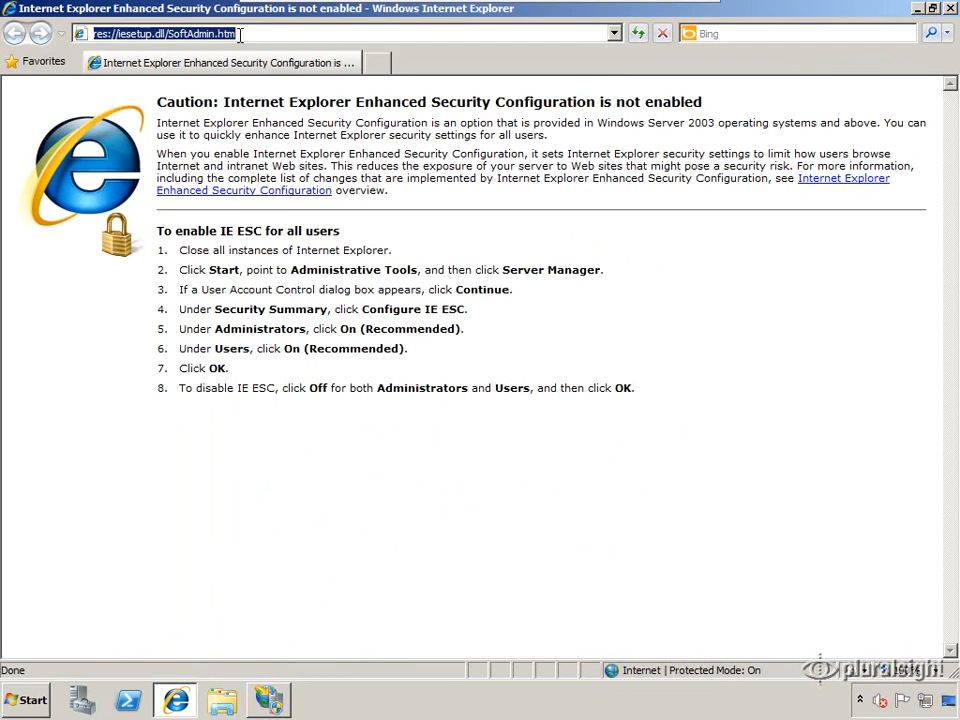 Internet Explorer Enhanced Security Configuration is not enabled - Windows Internet Explorer
res://iesetup.dll/SoftAdmin.htm
Bing
Favorites
Internet Explorer Enhanced Security Configuration is ...
Caution: Internet Explorer Enhanced Security Configuration is not enabled
Internet Explorer Enhanced Security Configuration is an option that is provided in Windows Server 2003 operating systems and above. You can
use it to quickly enhance Internet Explorer security settings for all users.
When you enable Internet Explorer Enhanced Security Configuration, it sets Internet Explorer security settings to limit how users browse
Internet and intranet Web sites. This reduces the exposure of your server to Web sites that might pose a security risk. For more information,
including the complete list of changes that are implemented by Internet Explorer Enhanced Security Configuration, see Internet Explorer
Enhanced Security Configuration overview.
To enable IE ESC for all users
1. Close all instances of Internet Explorer.
2. Click Start, point to Administrative Tools, and then click Server Manager.
3. If a User Account Control dialog box appears, click Continue.
4. Under Security Summary, click Configure IE ESC.
5. Under Administrators, click On (Recommended).
6. Under Users, click On (Recommended).
7. Click OK.
8. To disable IE ESC, click Off for both Administrators and Users, and then click OK.
Done
Internet | Protected Mode: On
pluralsight
Start